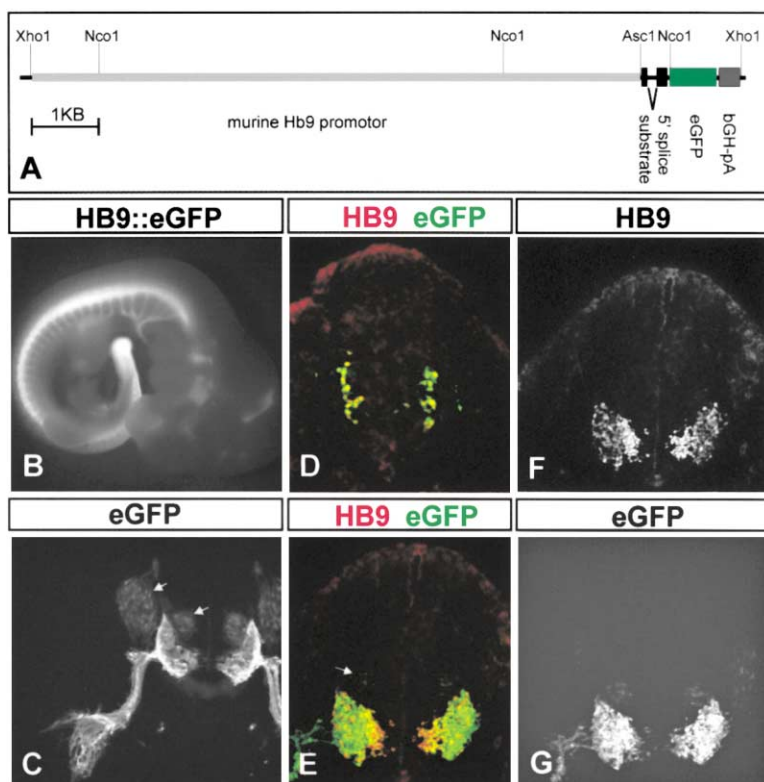 Xho1 Nco1 Nco1 Asc1 Nco1 Xho1
1KB
murine Hb9 promotor
substrate
5' splice
eGFP
bGH-pA
A
HB9::eGFP
HB9 eGFP
HB9
B
D
F
eGFP
HB9 eGFP
eGFP
C
E
G